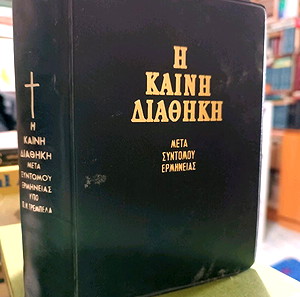 Η
ΚΑΙΝΗ
ΔΙΑΘΗΚΗ
ΜΕΤΑ
ΣΥΝΤΟΜΟΥ
ΕΡΜΗΝΕΙΑΣ
Η
ΚΑΙΝΗ
ΔΙΑΘΗΚΗ
ΜΕΤΑ
ΣΥΝΤΟΜΟΥ
ΕΡΜΗΝΕΙΑΣ
ΥΠΟ
Π.Ν.ΤΡΕΜΠΕΛΑ